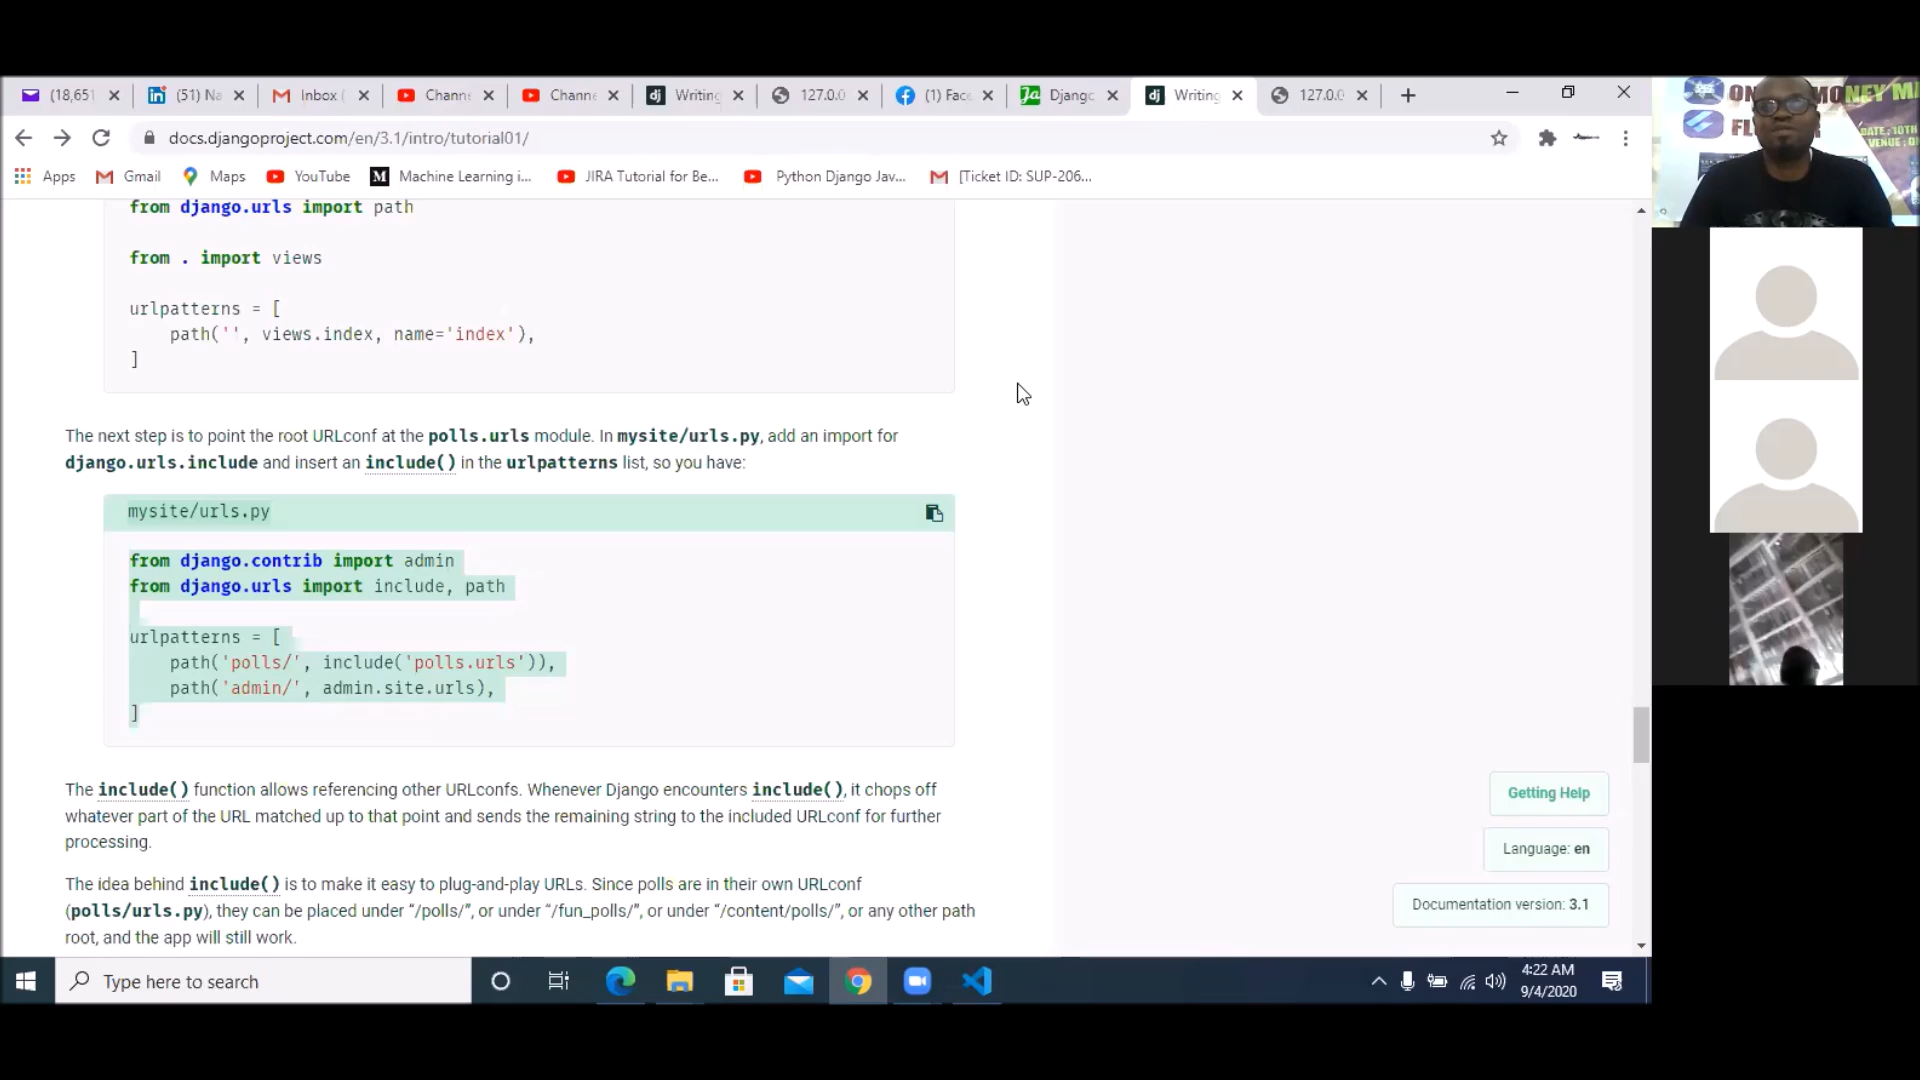 (18,651
(51) Na
Inbox (
Chann
Chann
Writing
127.0.0
(1) Fac
Django
Writing
127.0.0
docs.djangoproject.com/en/3.1/intro/tutorial01/
Apps
Gmail
Maps
YouTube
M
Machine Learning i...
JIRA Tutorial for Be...
Python Django Jav...
[Ticket ID: SUP-206...
from django.urls import path
from . import views
urlpatterns = [
path('', views.index, name='index'),
]
The next step is to point the root URLconf at the polls.urls module. In mysite/urls.py, add an import for
django.urls.include and insert an include() in the urlpatterns list, so you have:
mysite/urls.py
from django.contrib import admin
from django.urls import include, path
urlpatterns = [
path('polls/', include('polls.urls')),
path('admin/', admin.site.urls),
]
The include() function allows referencing other URLconfs. Whenever Django encounters include(), it chops off
whatever part of the URL matched up to that point and sends the remaining string to the included URLconf for further
processing.
The idea behind include() is to make it easy to plug-and-play URLs. Since polls are in their own URLconf
(polls/urls.py), they can be placed under “/polls/”, or under “/fun_polls/”, or under “/content/polls/”, or any other path
root, and the app will still work.
Getting Help
Language: en
Documentation version: 3.1
Type here to search
4:22 AM
9/4/2020